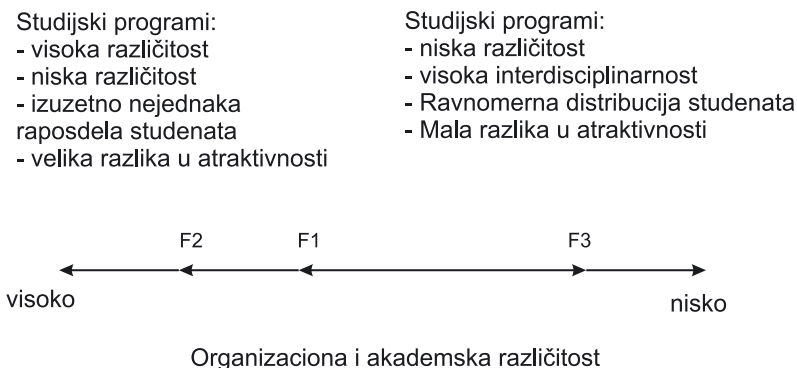 Studijski programi:
- visoka različitost
- niska različitost
- izuzetno nejednaka
raposdela studenata
- velika razlika u atraktivnosti
Studijski programi:
- niska različitost
- visoka interdisciplinarnost
- Ravnomerna distribucija studenata
- Mala razlika u atraktivnosti
F2 F1 F3
visoko nisko
Organizaciona i akademska različitost